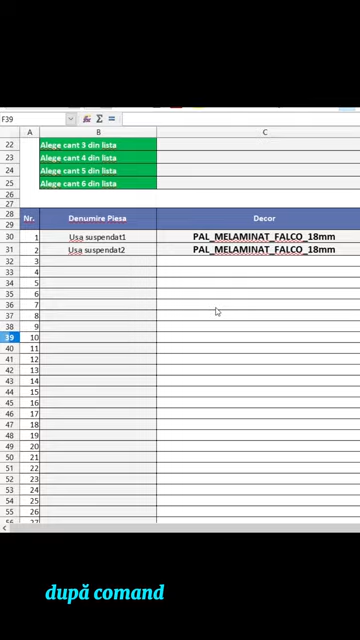 F39
A B C
22 Alege cant 3 din lista
23 Alege cant 4 din lista
24 Alege cant 5 din lista
25 Alege cant 6 din lista
26
27
28 Nr. Denumire Piesa Decor
29
30 1 Usa suspendat1 PAL_MELAMINAT_FALCO_18mm
31 2 Usa suspendat2 PAL_MELAMINAT_FALCO_18mm
32 3
33 4
34 5
35 6
36 7
37 8
38 9
39 10
40 11
41 12
42 13
43 14
44 15
45 16
46 17
47 18
48 19
49 20
50 21
51 22
52 23
53 24
54 25
55 26
56 27
după comand